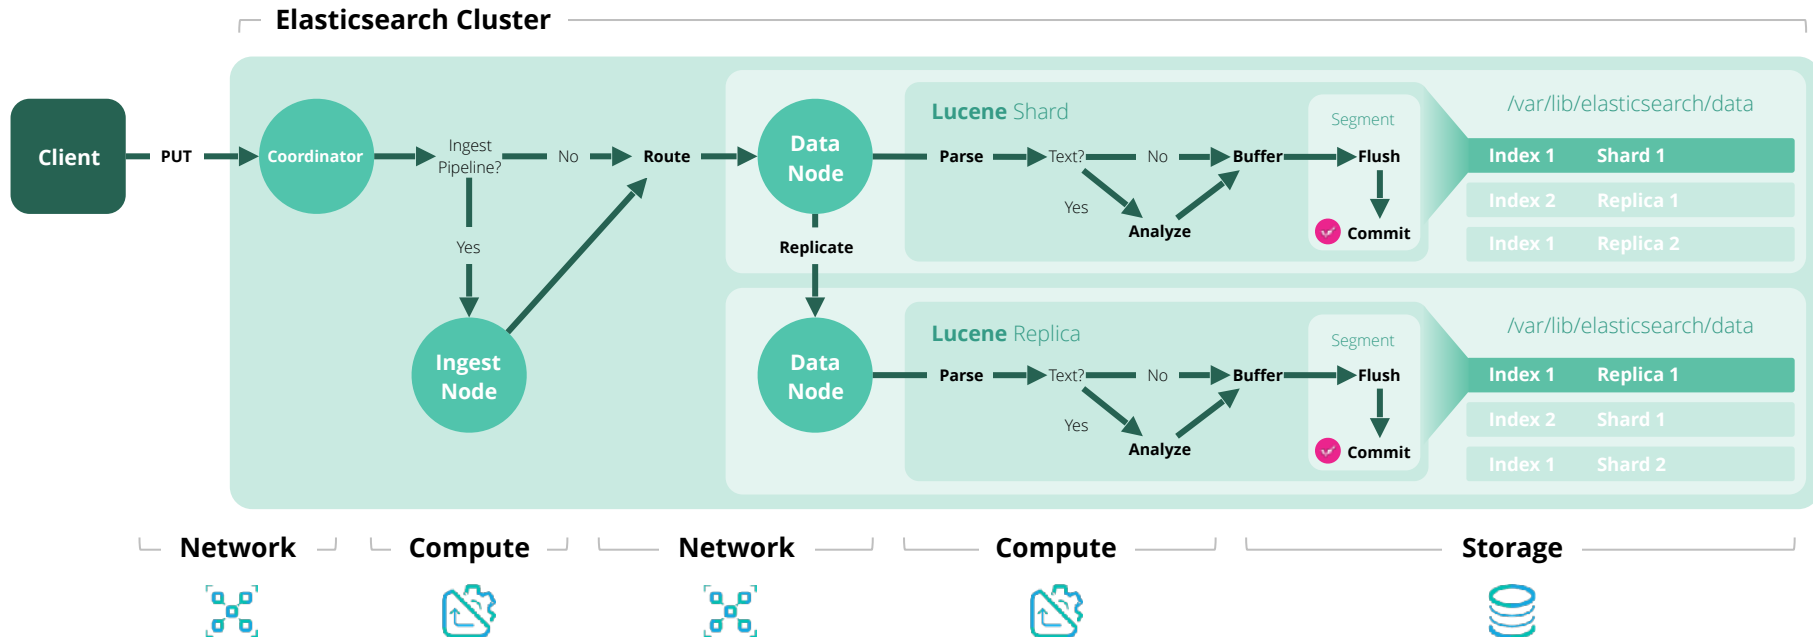 Elasticsearch Cluster
Client
PUT
Coordinator
Ingest
Pipeline?
No
Route
Yes
Ingest
Node
Data
Node
Replicate
Lucene Shard
Parse
Text?
No
Buffer
Yes
Analyze
Segment
Flush
Commit
/var/lib/elasticsearch/data
Index 1 Shard 1
Index 2 Replica 1
Index 1 Replica 2
Data
Node
Lucene Replica
Parse
Text?
No
Buffer
Yes
Analyze
Segment
Flush
Commit
/var/lib/elasticsearch/data
Index 1 Replica 1
Index 2 Shard 1
Index 1 Shard 2
Network
Compute
Network
Compute
Storage